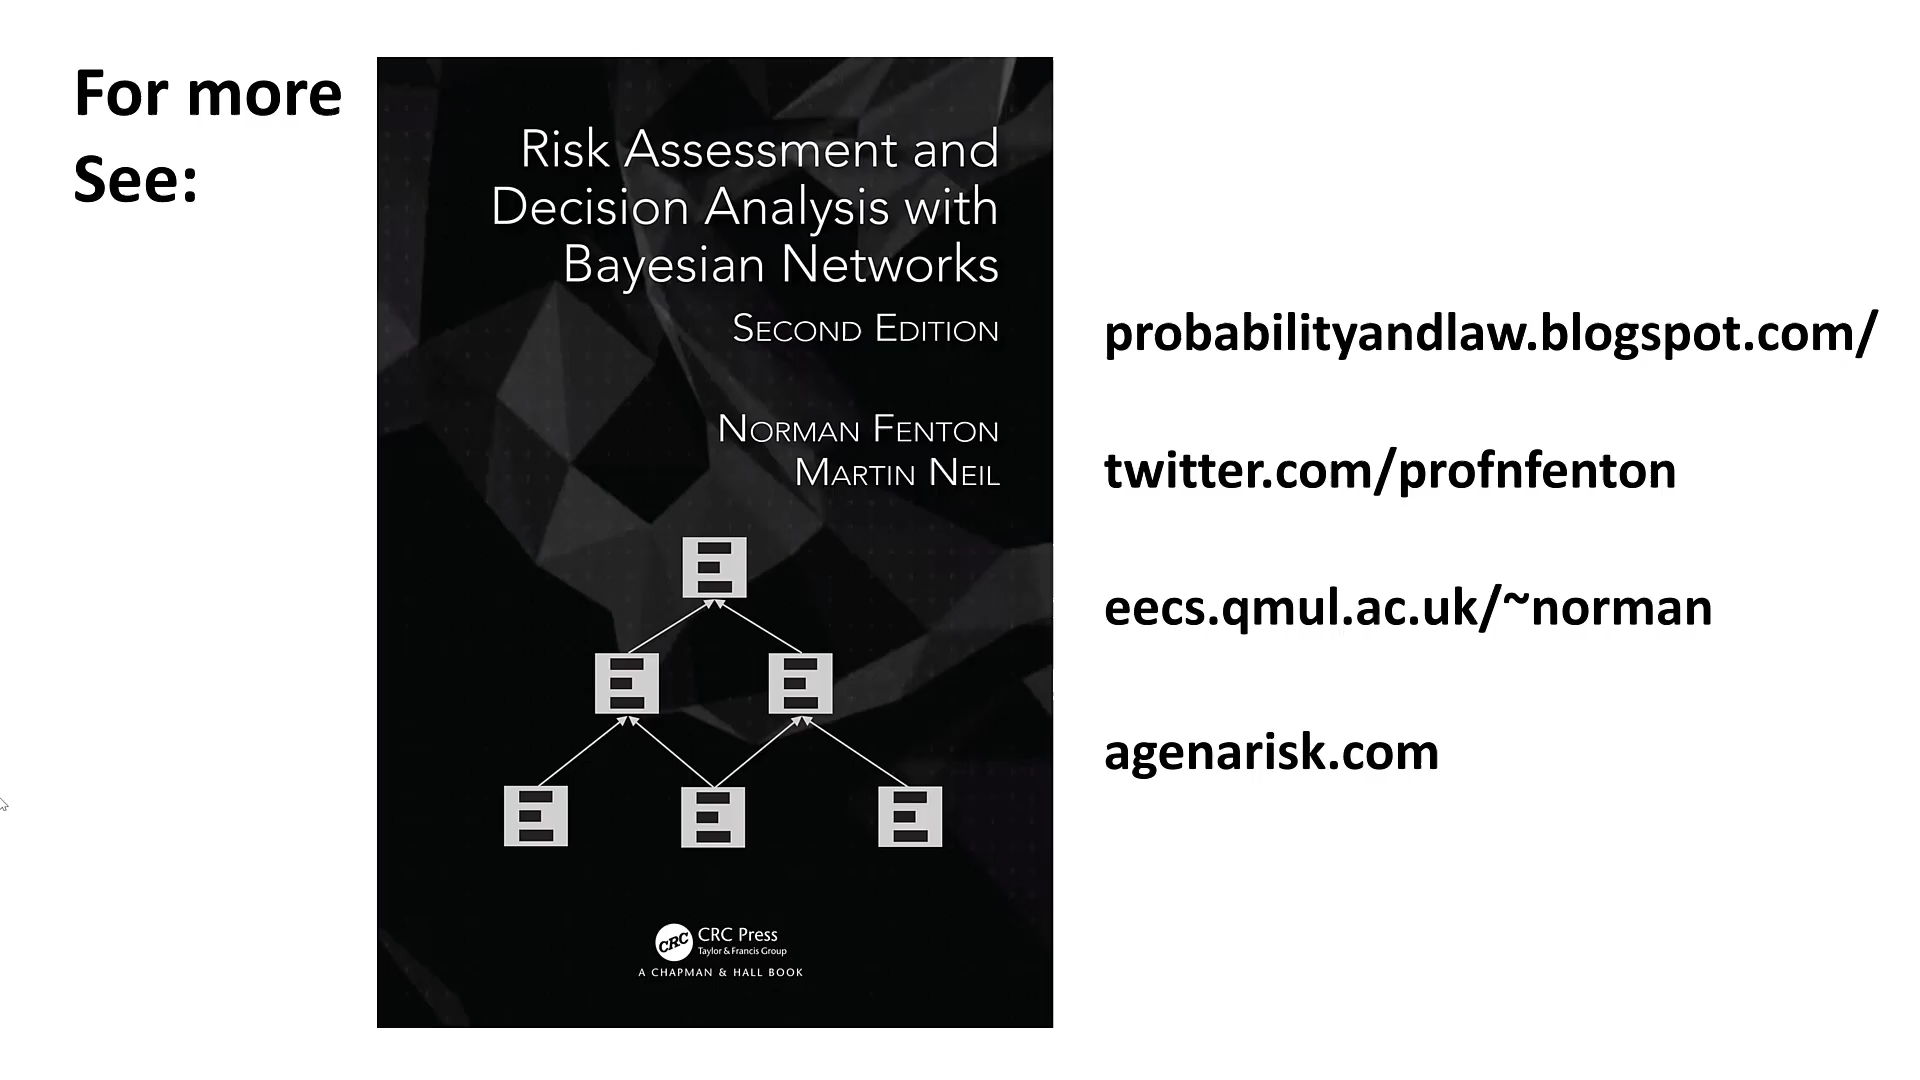 For more
See:
Risk Assessment and
Decision Analysis with
Bayesian Networks
SECOND EDITION
NORMAN FENTON
MARTIN NEIL
CRC
CRC Press
Taylor & Francis Group
A CHAPMAN & HALL BOOK
probabilityandlaw.blogspot.com/
twitter.com/profnfenton
eecs.qmul.ac.uk/~norman
agenarisk.com